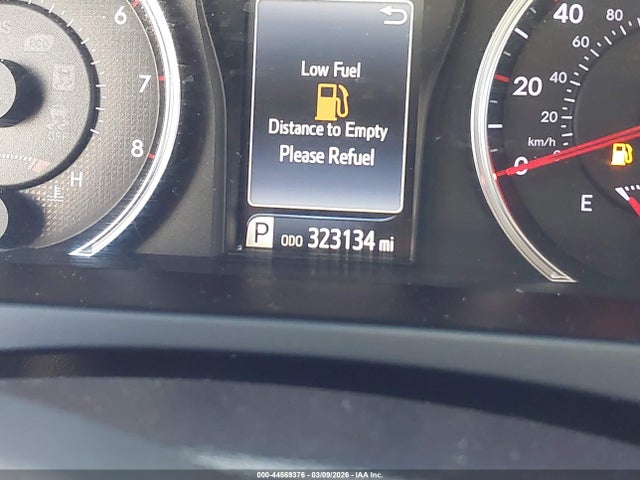 6
7
8
H
Low Fuel
Distance to Empty
Please Refuel
P ODO 323134 mi
40
20
0
80
60
40
20
km/h
0
E
000-44569376 | 03/09/2026 - IAA Inc.